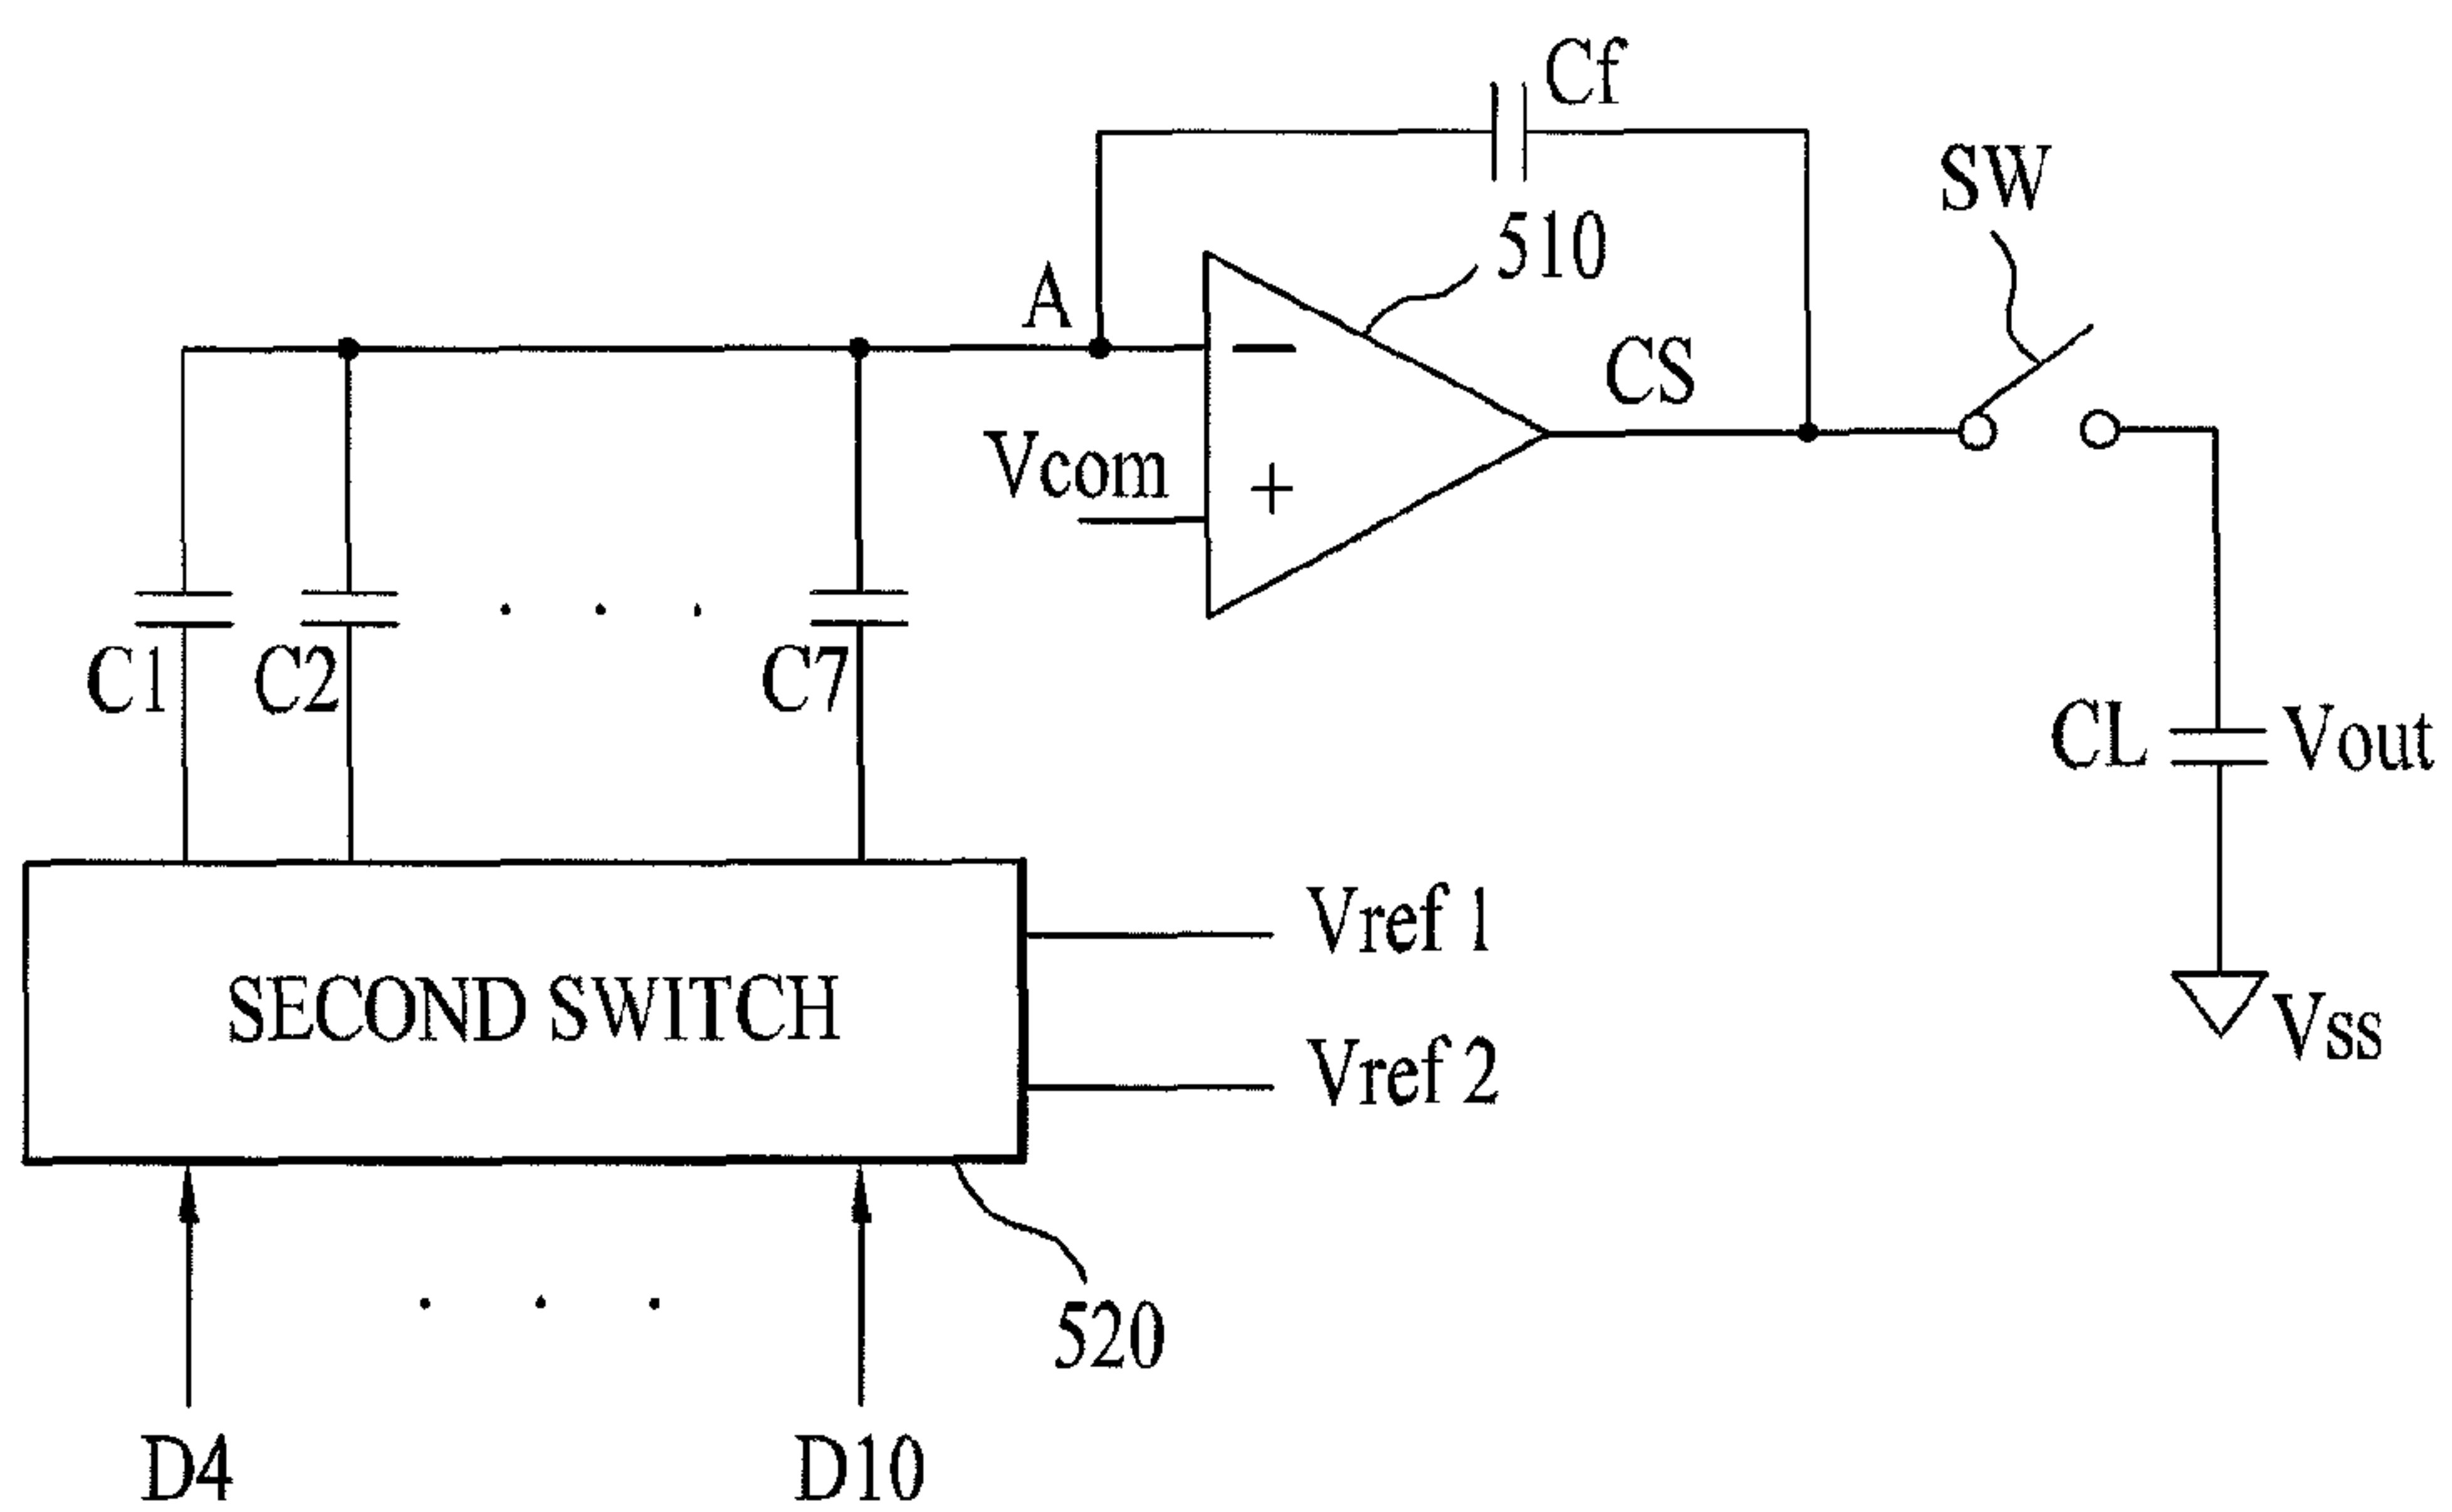 Cf
SW
510
A
CS
−
Vcom
+
C1
C2
C7
CL
Vout
Vref 1
SECOND SWITCH
Vref 2
Vss
520
D4
D10